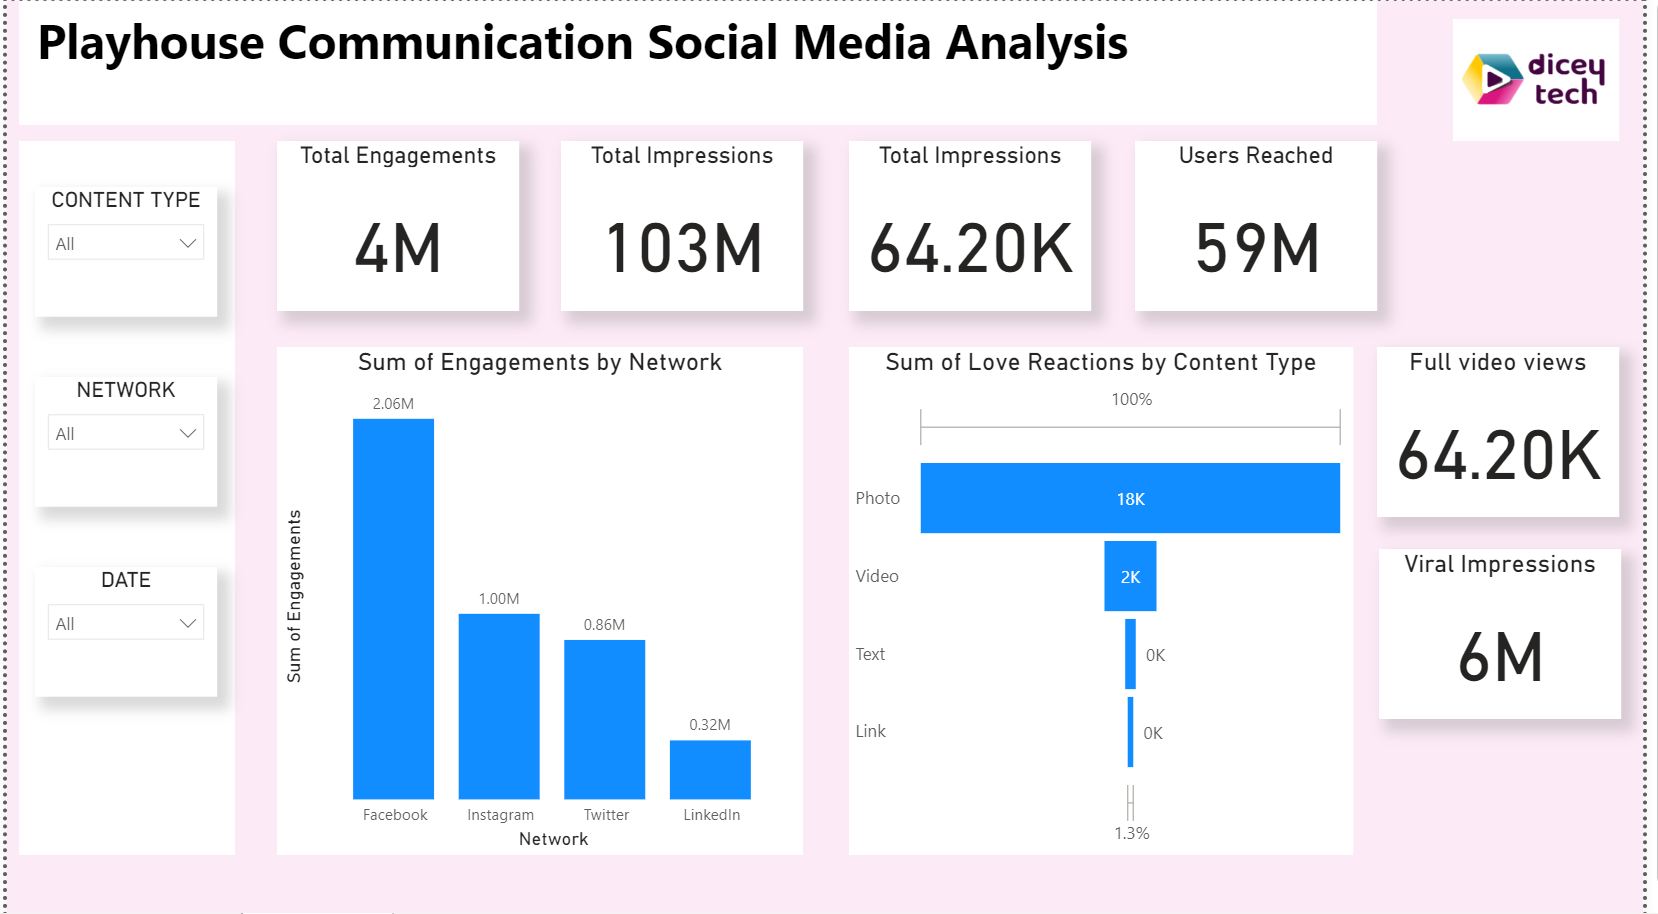 Playhouse Communication Social Media Analysis
dicey
tech
CONTENT TYPE
All
NETWORK
All
DATE
All
Total Engagements
4M
Total Impressions
103M
Total Impressions
64.20K
Users Reached
59M
Sum of Engagements by Network
Sum of Engagements
2.06M
1.00M
0.86M
0.32M
Facebook
Instagram
Twitter
LinkedIn
Network
Sum of Love Reactions by Content Type
100%
Photo
18K
Video
2K
Text
0K
Link
0K
1.3%
Full video views
64.20K
Viral Impressions
6M